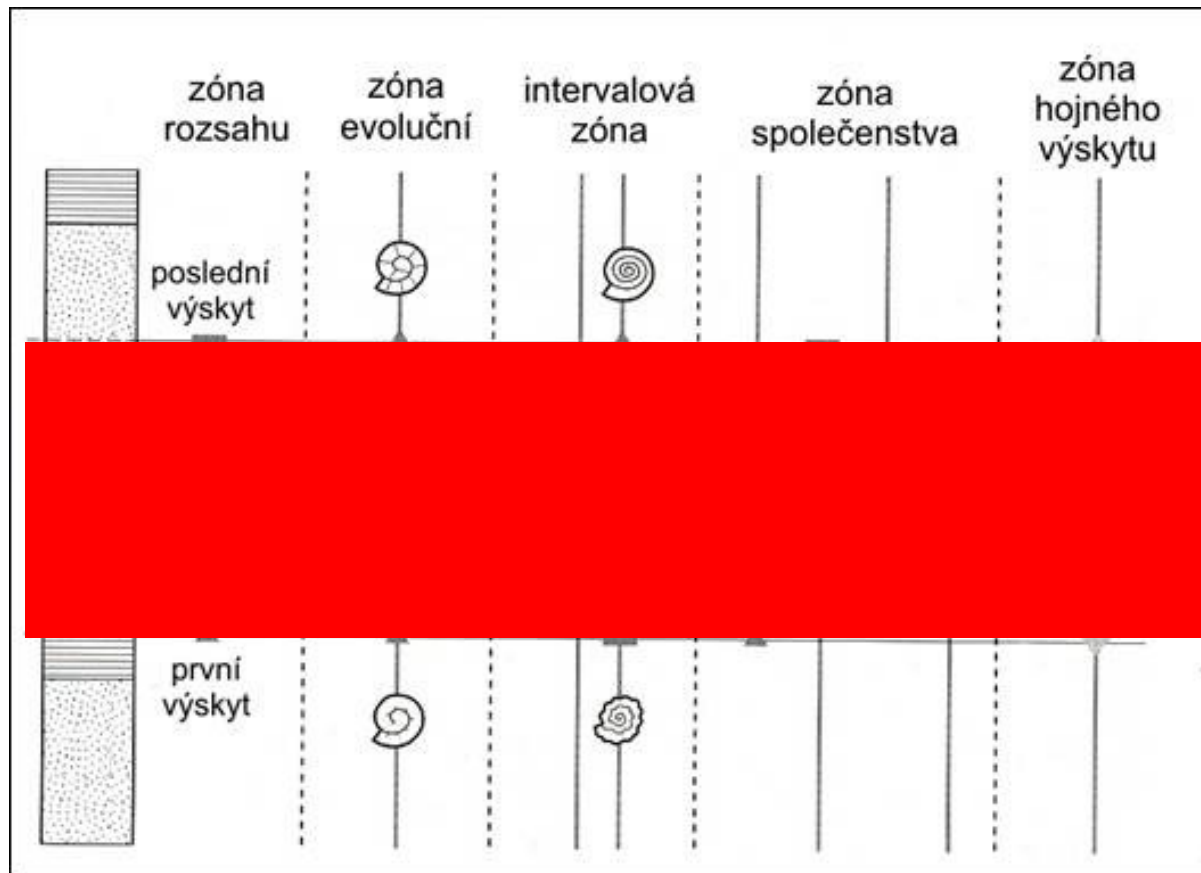 zóna
rozsahu
zóna
evoluční
intervalová
zóna
zóna
společenstva
zóna
hojného
výskytu
poslední
výskyt
první
výskyt